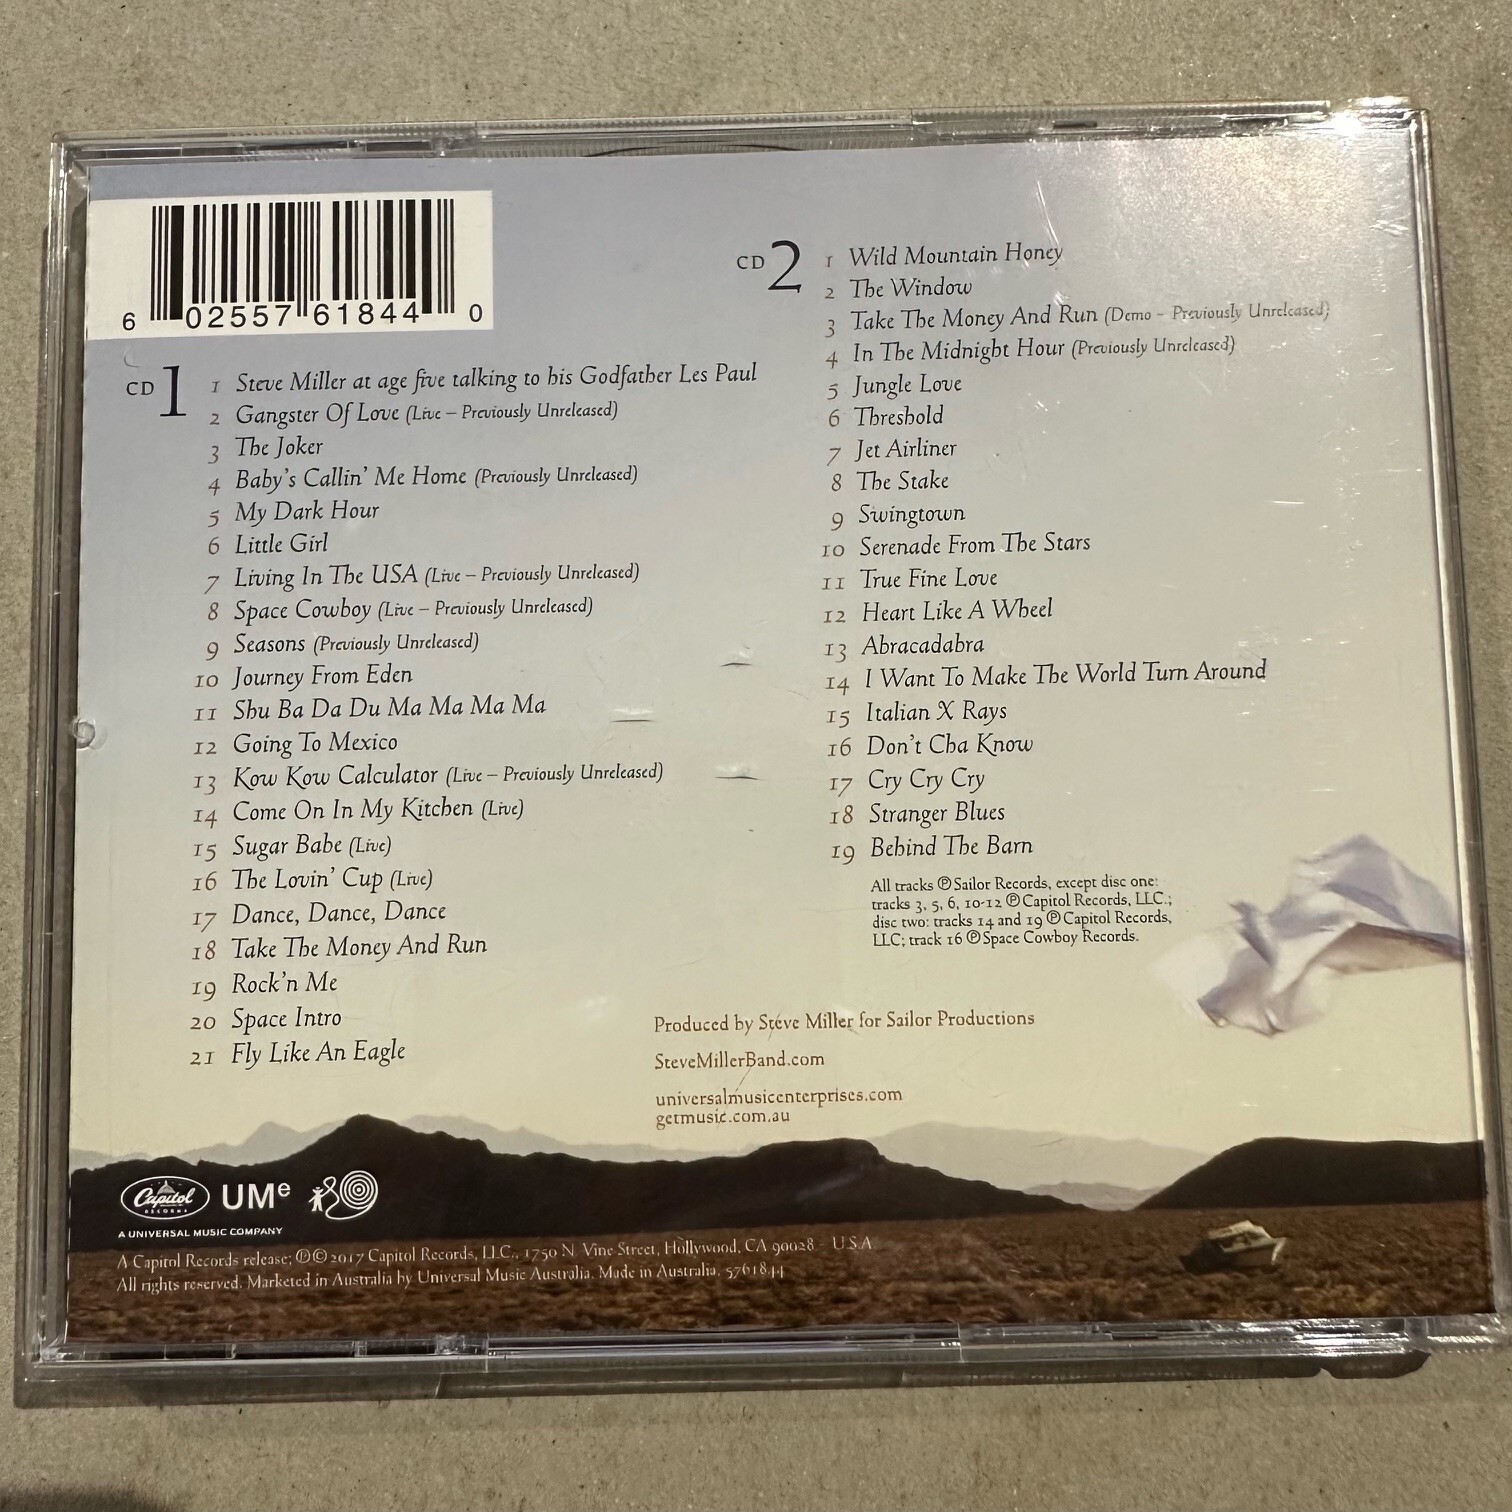 6 02557 61844 0
CD 1
1 Steve Miller at age five talking to his Godfather Les Paul
2 Gangster Of Love (Live – Previously Unreleased)
3 The Joker
4 Baby's Callin' Me Home (Previously Unreleased)
5 My Dark Hour
6 Little Girl
7 Living In The USA (Live – Previously Unreleased)
8 Space Cowboy (Live – Previously Unreleased)
9 Seasons (Previously Unreleased)
10 Journey From Eden
11 Shu Ba Da Du Ma Ma Ma Ma
12 Going To Mexico
13 Kow Kow Calculator (Live – Previously Unreleased)
14 Come On In My Kitchen (Live)
15 Sugar Babe (Live)
16 The Lovin' Cup (Live)
17 Dance, Dance, Dance
18 Take The Money And Run
19 Rock'n Me
20 Space Intro
21 Fly Like An Eagle
CD 2
1 Wild Mountain Honey
2 The Window
3 Take The Money And Run (Demo – Previously Unreleased)
4 In The Midnight Hour (Previously Unreleased)
5 Jungle Love
6 Threshold
7 Jet Airliner
8 The Stake
9 Swingtown
10 Serenade From The Stars
11 True Fine Love
12 Heart Like A Wheel
13 Abracadabra
14 I Want To Make The World Turn Around
15 Italian X Rays
16 Don't Cha Know
17 Cry Cry Cry
18 Stranger Blues
19 Behind The Barn
All tracks ℗ Sailor Records, except disc one:
tracks 3, 5, 6, 10-12 ℗ Capitol Records, LLC.;
disc two: tracks 14 and 19 ℗ Capitol Records,
LLC; track 16 ℗ Space Cowboy Records.
Produced by Steve Miller for Sailor Productions
SteveMillerBand.com
universalmusicenterprises.com
getmusic.com.au
Capitol RECORDS UMe
A UNIVERSAL MUSIC COMPANY
A Capitol Records release; ℗© 2017 Capitol Records, LLC., 1750 N. Vine Street, Hollywood, CA 90028 – U.S.A
All rights reserved. Marketed in Australia by Universal Music Australia. Made in Australia. 5761844